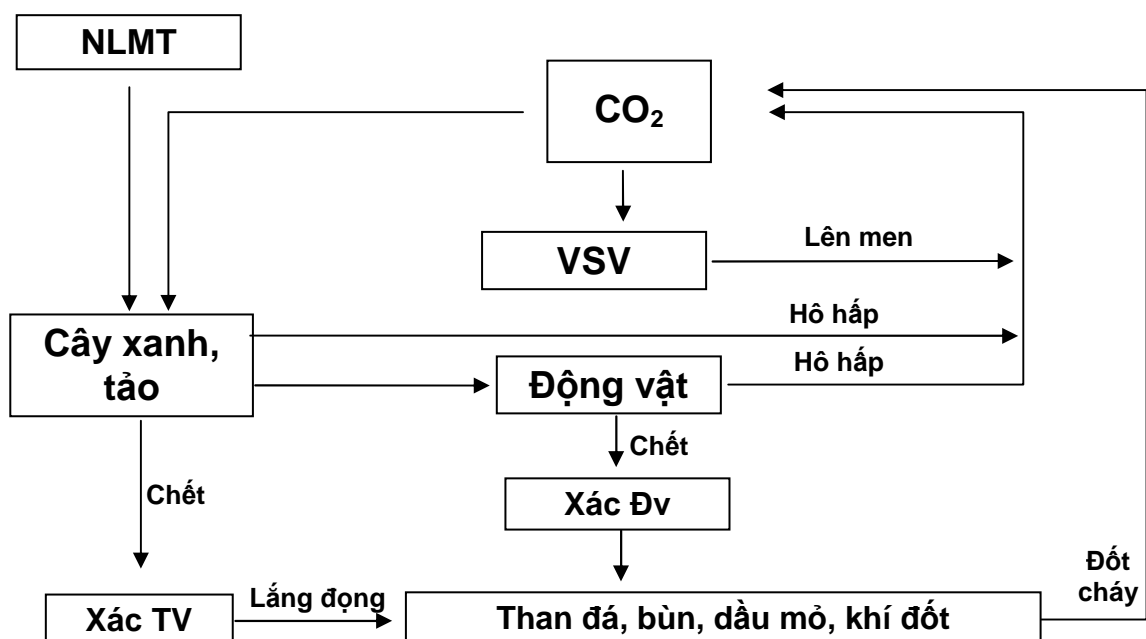 NLMT
CO₂
VSV
Lên men
Hô hấp
Cây xanh,
tảo
Hô hấp
Động vật
Chết
Chết
Xác Đv
Đốt
cháy
Xác TV
Lắng đọng
Than đá, bùn, dầu mỏ, khí đốt